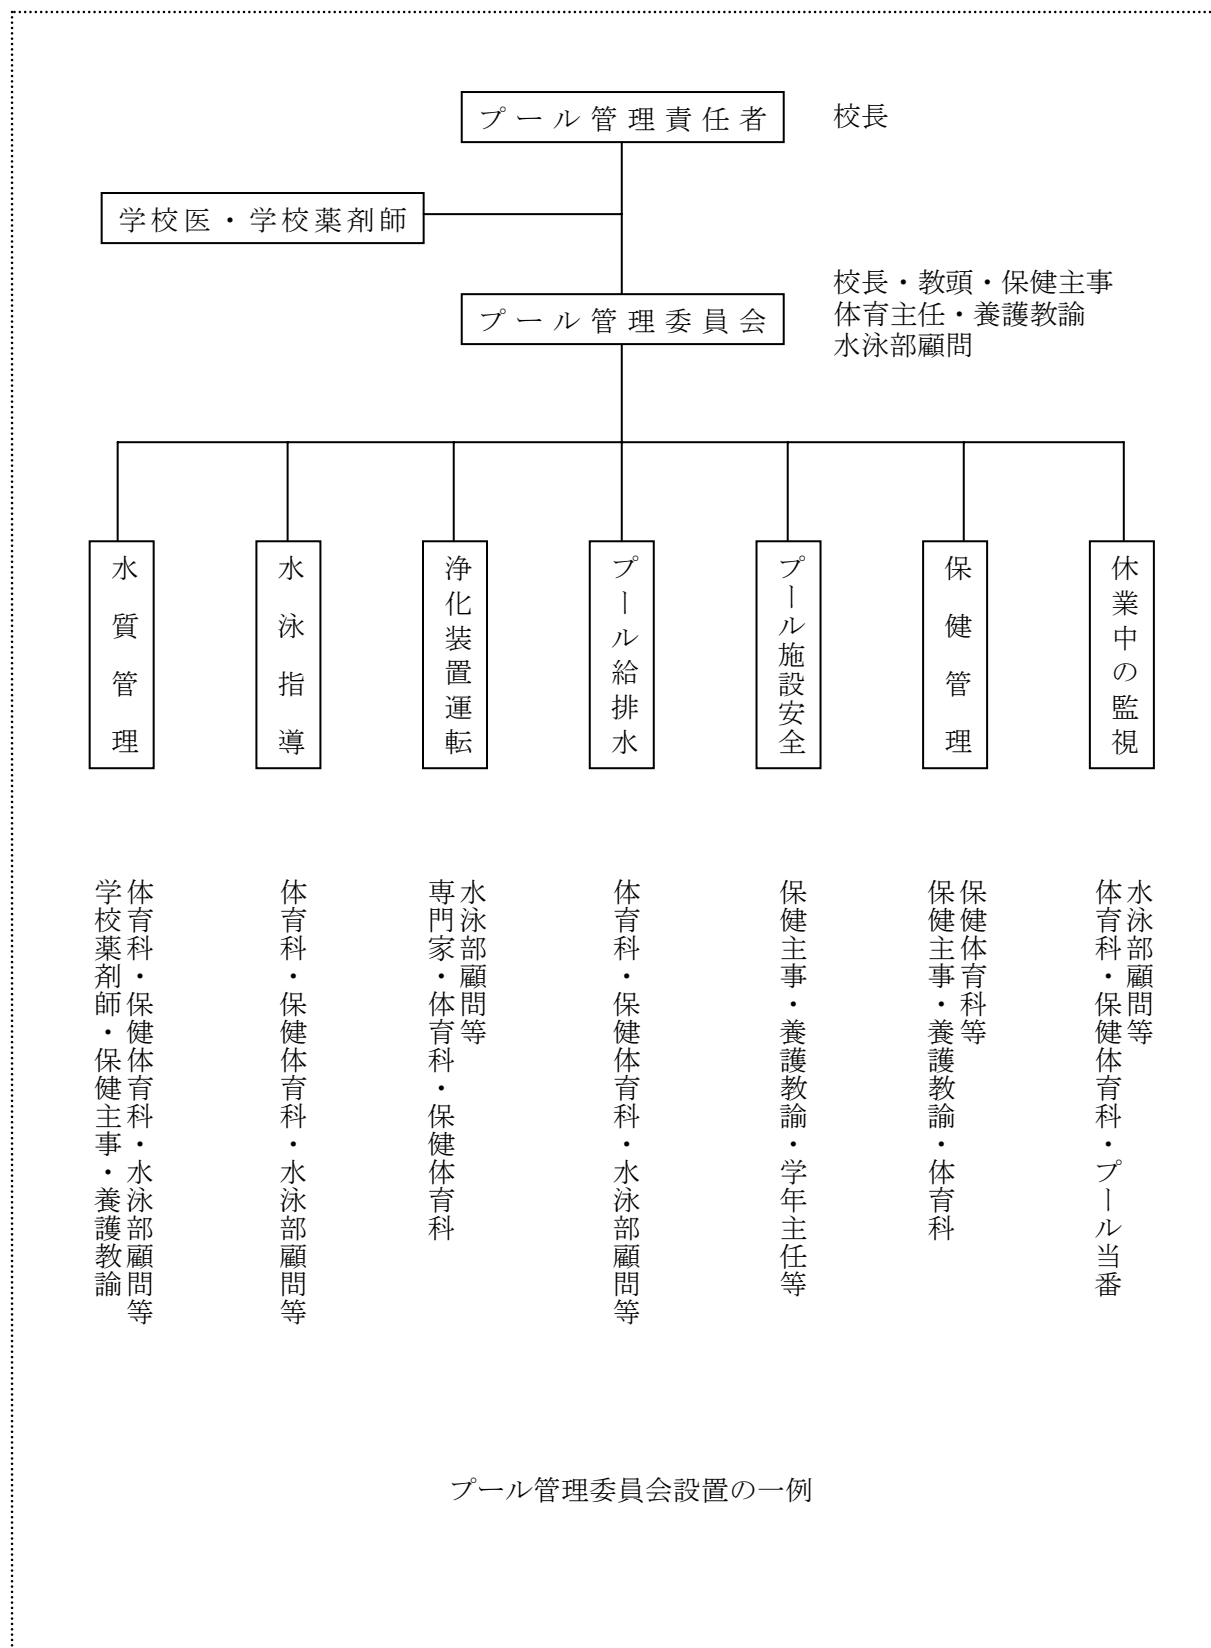 プール管理責任者
校長
学校医・学校薬剤師
プール管理委員会
校長・教頭・保健主事
体育主任・養護教諭
水泳部顧問
水質管理
水泳指導
浄化装置運転
プール給排水
プール施設安全
保健管理
休業中の監視
学校薬剤師・保健主事・養護教諭
体育科・保健体育科・水泳部顧問等
体育科・保健体育科・水泳部顧問等
専門家・体育科・保健体育科
水泳部顧問等
体育科・保健体育科・水泳部顧問等
保健主事・養護教諭・学年主任等
保健主事・養護教諭・体育科
保健体育科等
体育科・保健体育科・プール当番
水泳部顧問等
プール管理委員会設置の一例